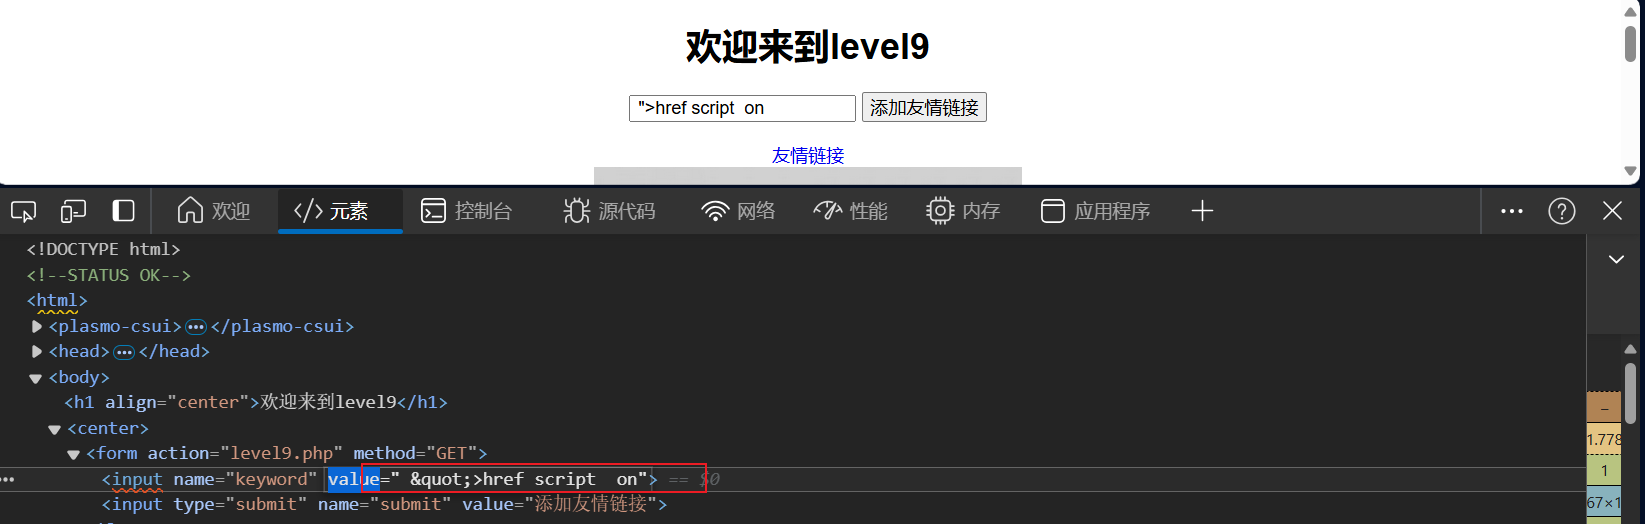 欢迎来到level9
">href script  on 添加友情链接
友情链接
欢迎 </> 元素 控制台 源代码 网络 性能 内存 应用程序
<!DOCTYPE html>
<!--STATUS OK-->
<html>
<plasmo-csui>…</plasmo-csui>
<head>…</head>
<body>
<h1 align="center">欢迎来到level9</h1>
<center>
<form action="level9.php" method="GET">
<input name="keyword" value=" &quot;>href script  on"> == $0
<input type="submit" name="submit" value="添加友情链接">
–
1.778
1
67×1